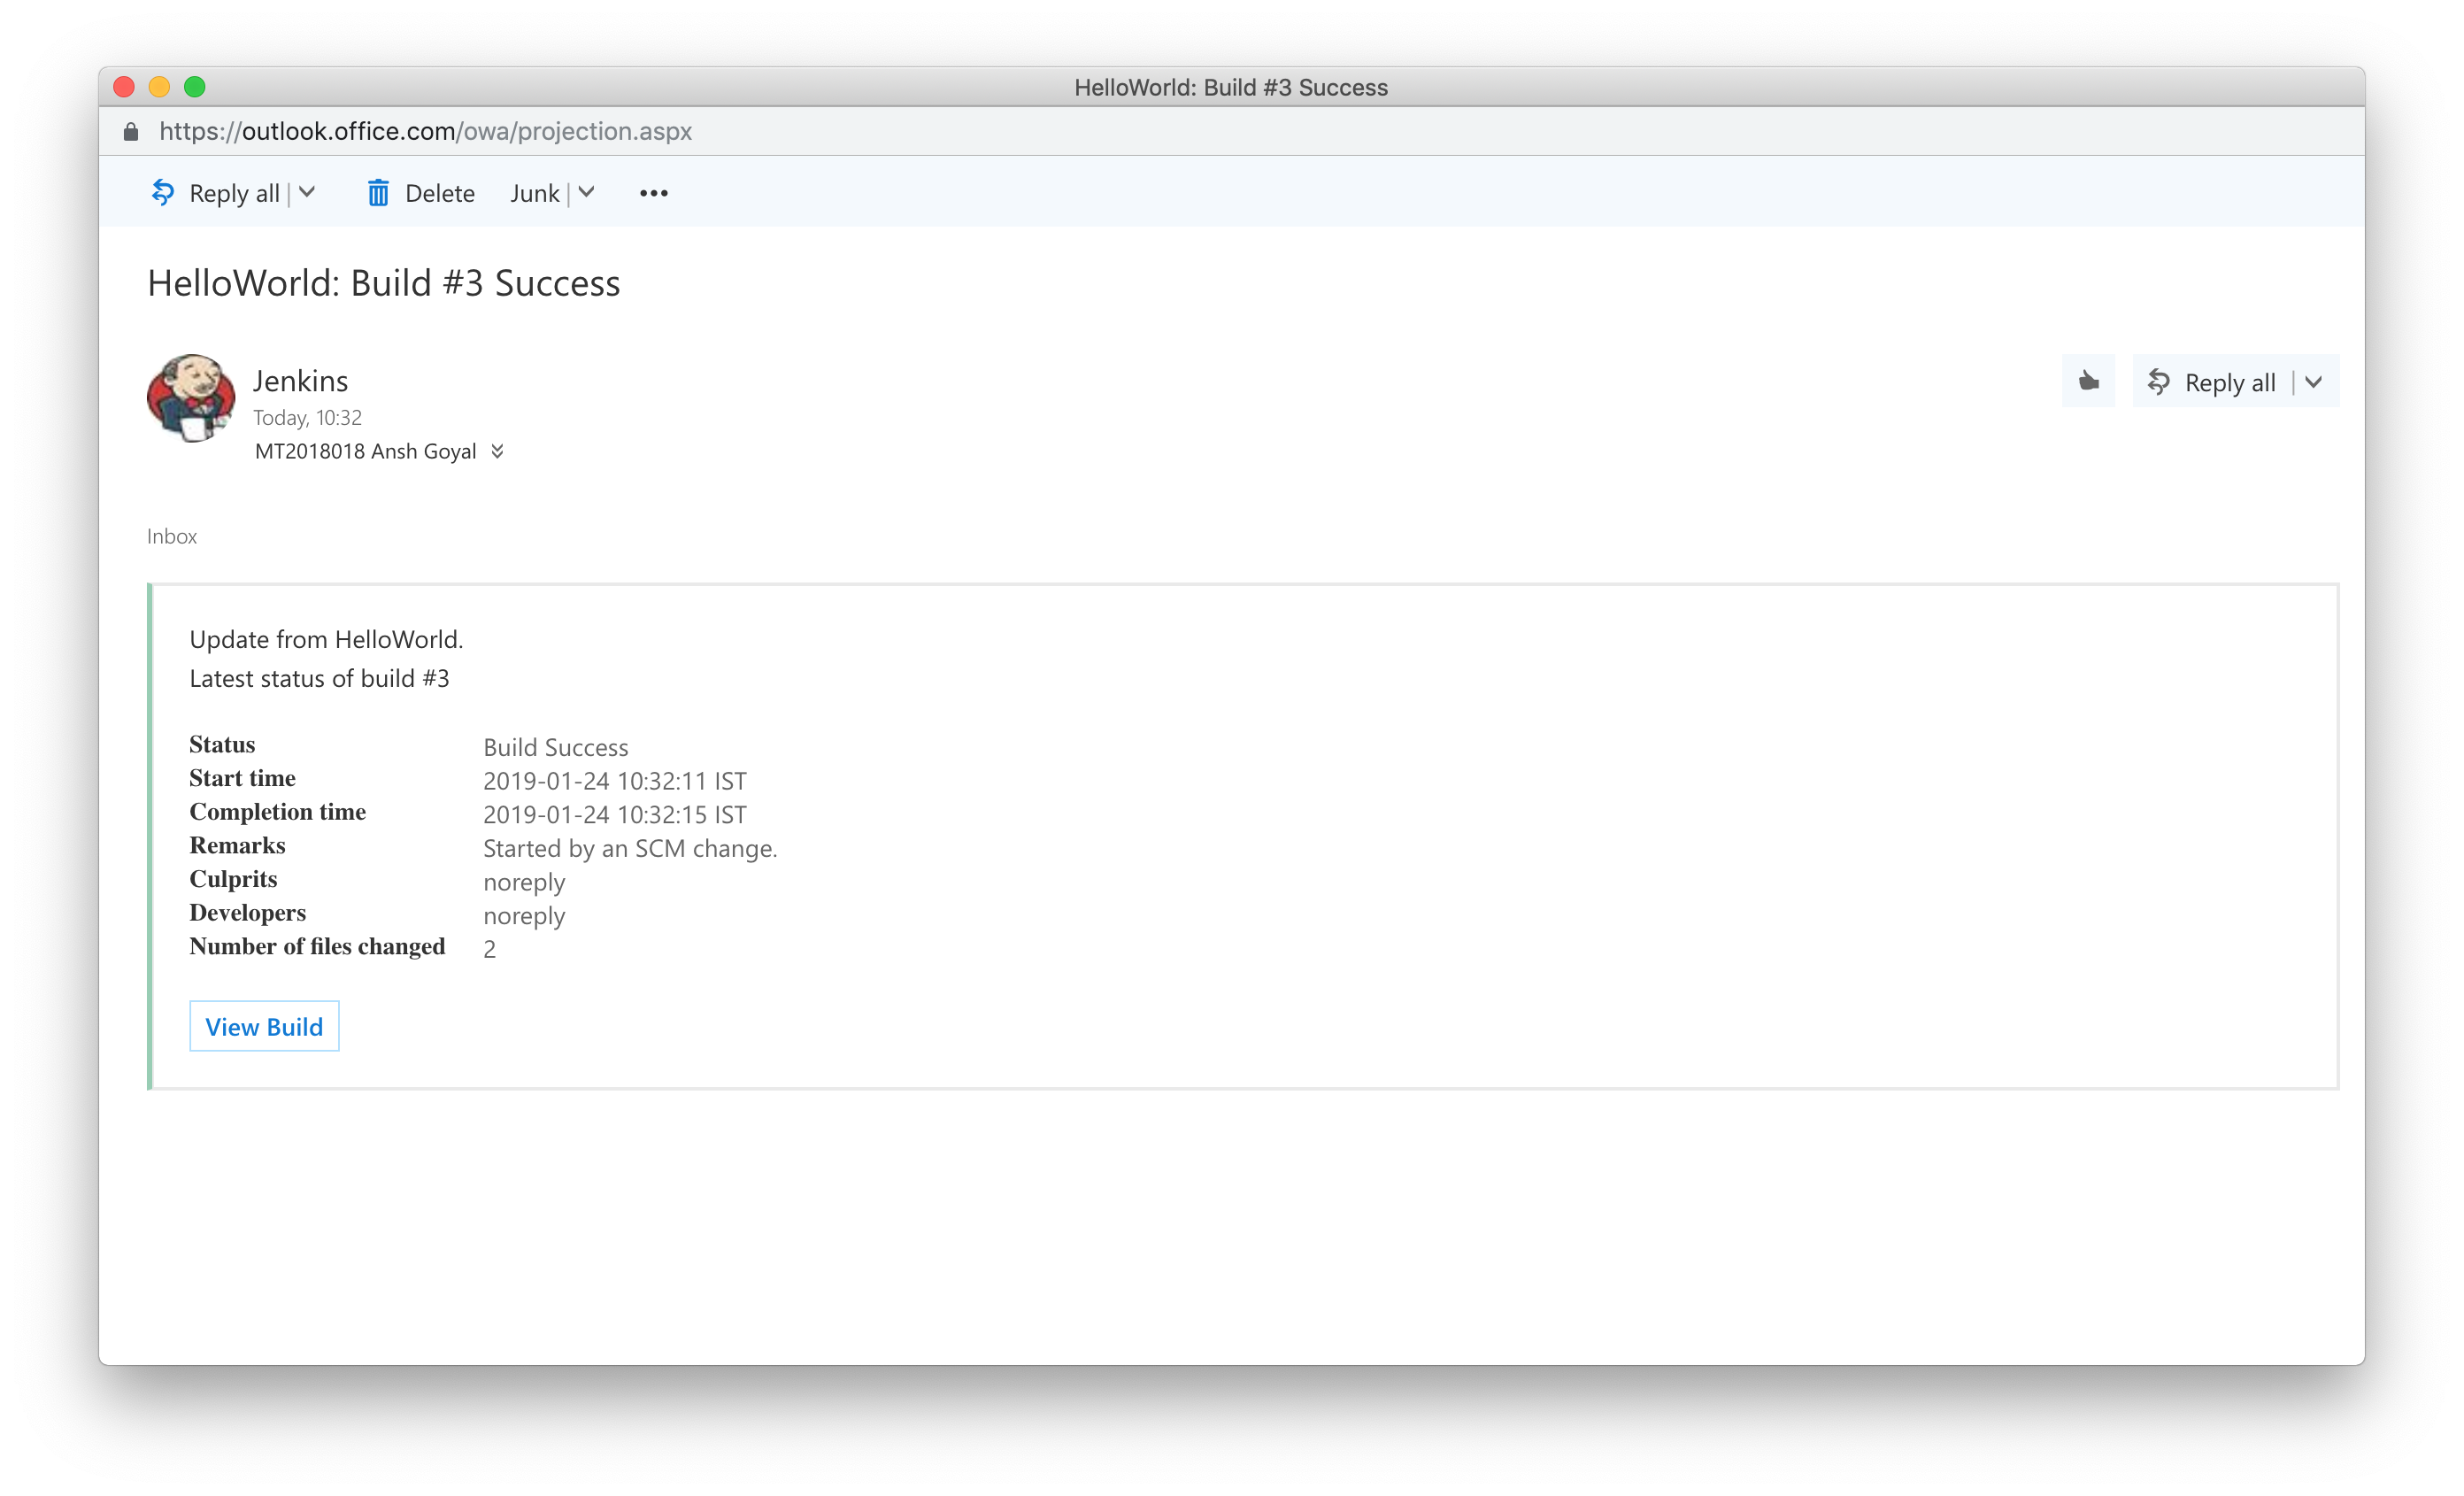 HelloWorld: Build #3 Success
https://outlook.office.com/owa/projection.aspx
Reply all Delete Junk
HelloWorld: Build #3 Success
Jenkins
Reply all
Today, 10:32
MT2018018 Ansh Goyal
Inbox
Update from HelloWorld.
Latest status of build #3
Status Build Success
Start time 2019-01-24 10:32:11 IST
Completion time 2019-01-24 10:32:15 IST
Remarks Started by an SCM change.
Culprits noreply
Developers noreply
Number of files changed 2
View Build